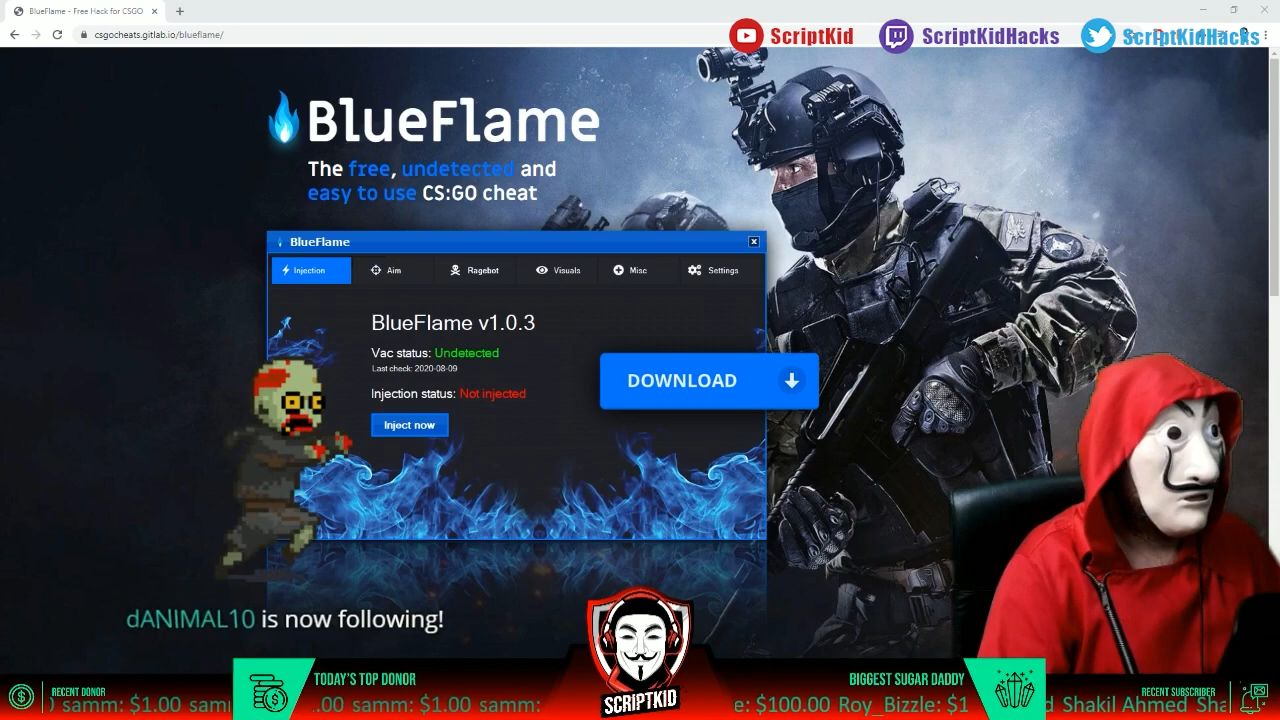 BlueFlame - Free Hack for CSGO
csgocheats.gitlab.io/blueflame/
ScriptKid
ScriptKidHacks
ScriptKidHacks
BlueFlame
The free, undetected and
easy to use CS:GO cheat
BlueFlame
Injection
Aim
Ragebot
Visuals
Misc
Settings
BlueFlame v1.0.3
Vac status: Undetected
Last check: 2020-08-09
Injection status: Not injected
Inject now
DOWNLOAD
dANIMAL10 is now following!
RECENT DONOR
samm: $1.00 sam
TODAY'S TOP DONOR
.00 samm: $1.00 samm:
SCRIPTKID
BIGGEST SUGAR DADDY
e: $100.00 Roy_Bizzle: $1
RECENT SUBSCRIBER
d Shakil Ahmed Sha